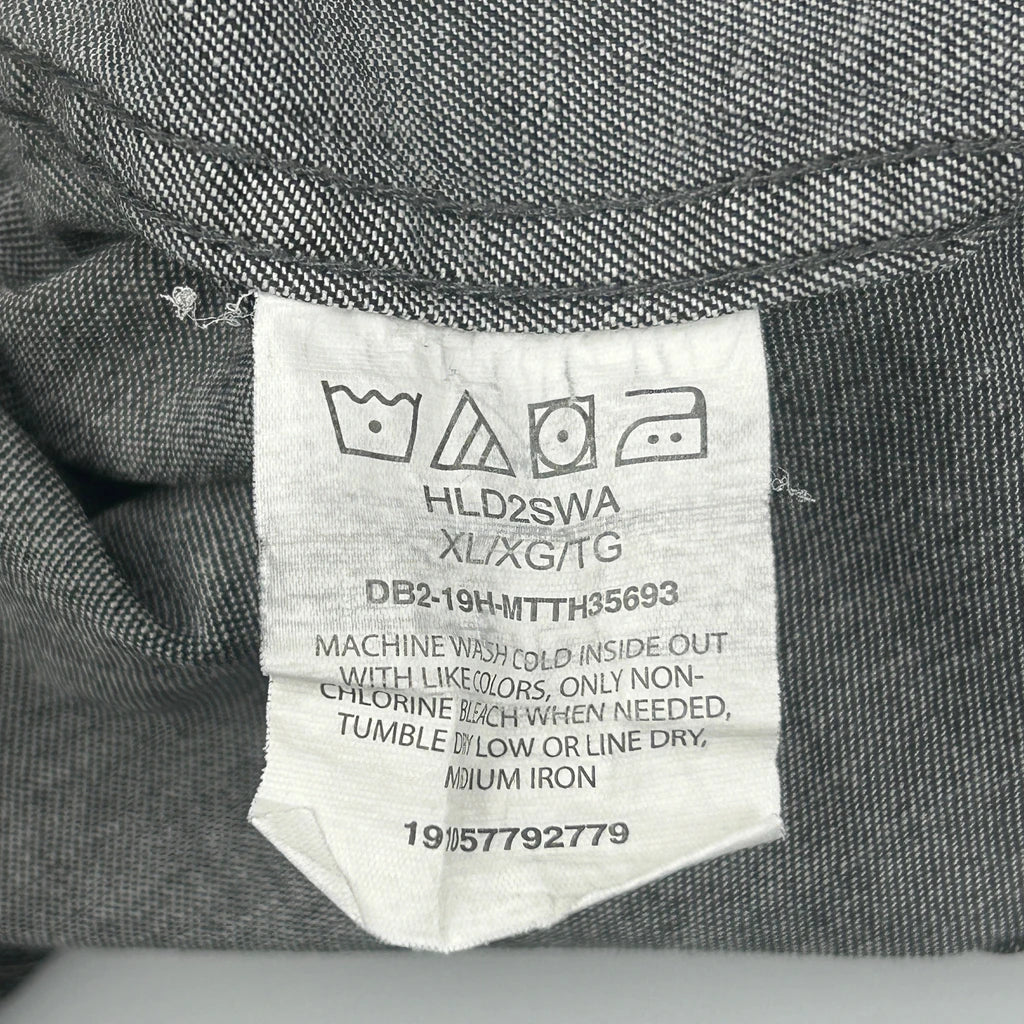 HLD2SWA
XL/XG/TG
DB2-19H-MTTH35693
MACHINE WASH COLD INSIDE OUT
WITH LIKE COLORS, ONLY NON-
CHLORINE BLEACH WHEN NEEDED,
TUMBLE DRY LOW OR LINE DRY,
MEDIUM IRON
191057792779